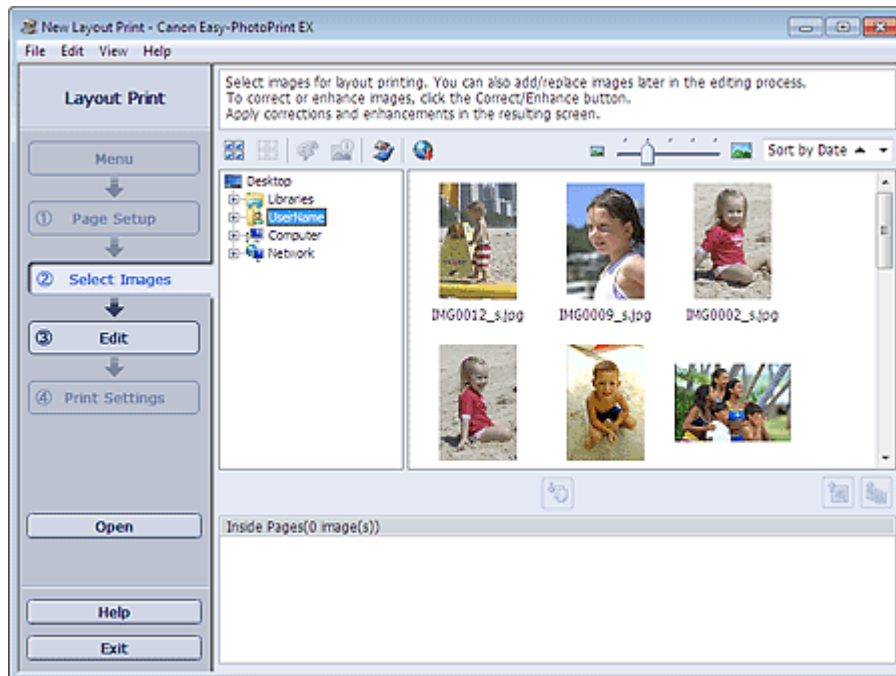 New Layout Print - Canon Easy-PhotoPrint EX
File Edit View Help
Layout Print
Menu
① Page Setup
② Select Images
③ Edit
④ Print Settings
Open
Help
Exit
Select images for layout printing. You can also add/replace images later in the editing process.
To correct or enhance images, click the Correct/Enhance button.
Apply corrections and enhancements in the resulting screen.
Sort by Date
Desktop
Libraries
UserName
Computer
Network
IMG0012_s.jpg IMG0009_s.jpg IMG0002_s.jpg
Inside Pages(0 image(s))